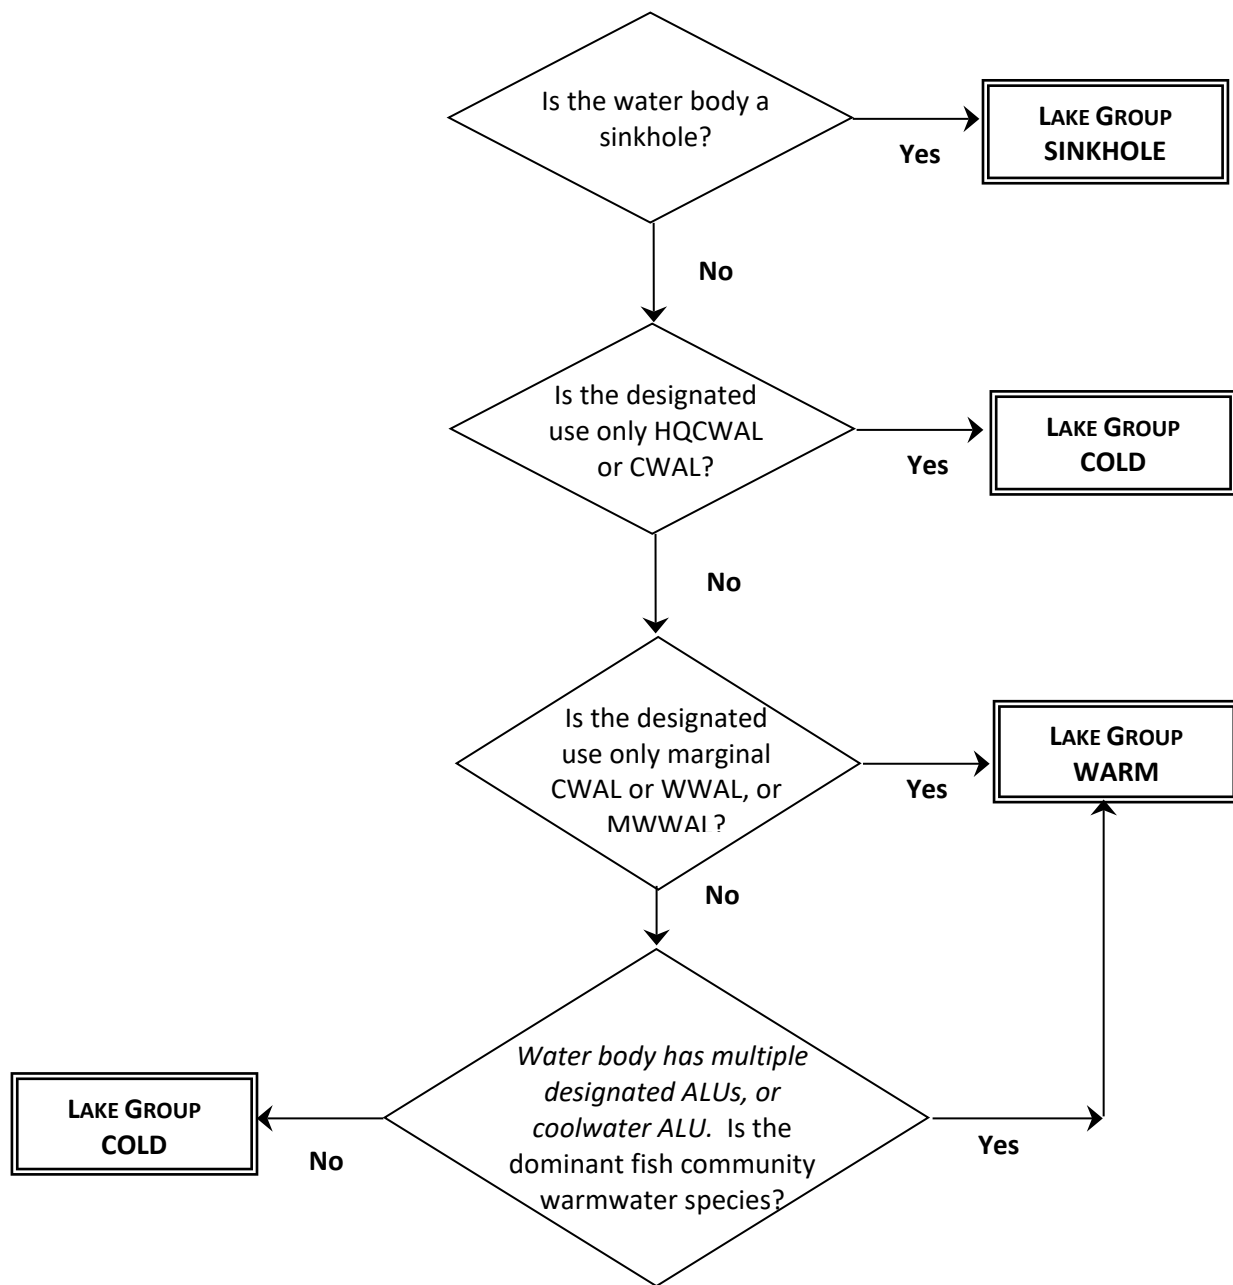 Is the water body a
sinkhole?
Yes
LAKE GROUP
SINKHOLE
No
Is the designated
use only HQCWAL
or CWAL?
Yes
LAKE GROUP
COLD
No
Is the designated
use only marginal
CWAL or WWAL, or
MWWAL?
Yes
LAKE GROUP
WARM
No
Water body has multiple
designated ALUs, or
coolwater ALU. Is the
dominant fish community
warmwater species?
Yes
No
LAKE GROUP
COLD